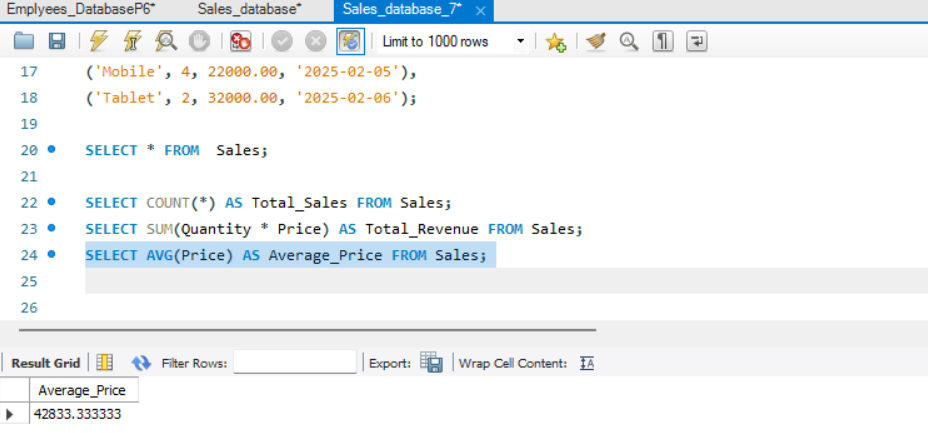 Emplyees_DatabaseP6* Sales_database* Sales_database_7* ×
Limit to 1000 rows
17 ('Mobile', 4, 22000.00, '2025-02-05'),
18 ('Tablet', 2, 32000.00, '2025-02-06');
19
20 SELECT * FROM Sales;
21
22 SELECT COUNT(*) AS Total_Sales FROM Sales;
23 SELECT SUM(Quantity * Price) AS Total_Revenue FROM Sales;
24 SELECT AVG(Price) AS Average_Price FROM Sales;
25
26
Result Grid Filter Rows: Export: Wrap Cell Content: IA
Average_Price
42833.333333